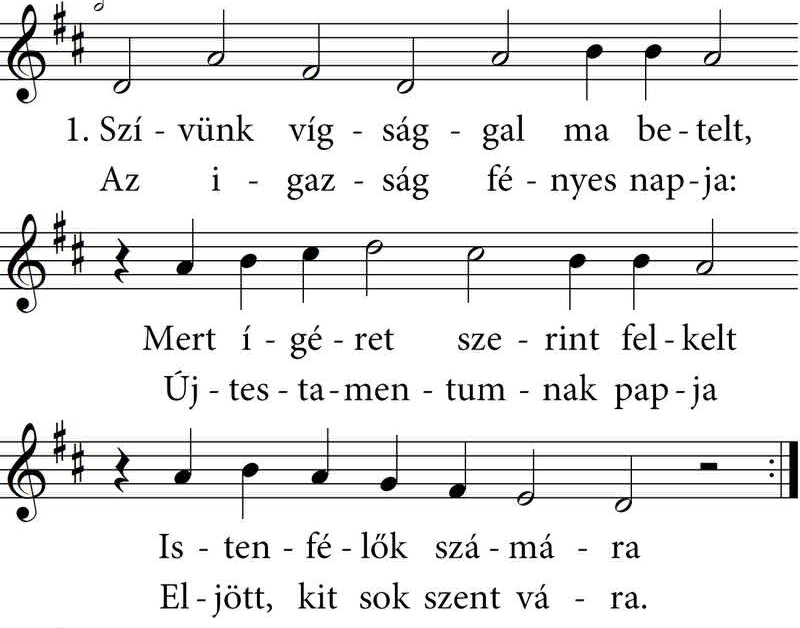 1. Szí - vünk víg - ság - gal ma be - telt,
Az i - gaz - ság fé - nyes nap - ja:
Mert í - gé - ret sze - rint fel - kelt
Új - tes - ta - men - tum - nak pap - ja
Is - ten - fé - lők szá - má - ra
El - jött, kit sok szent vá - ra.